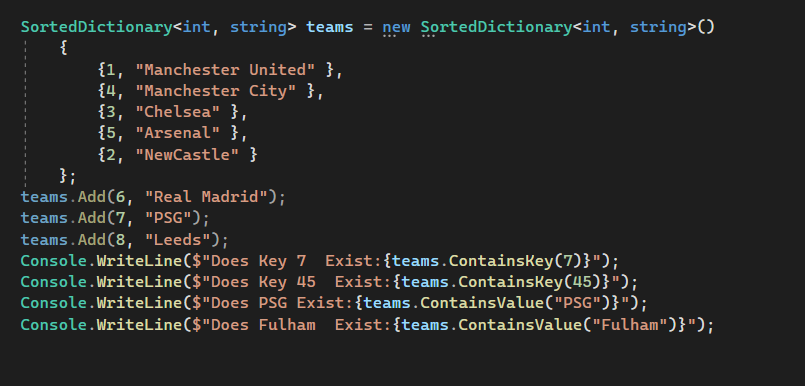 SortedDictionary<int, string> teams = new SortedDictionary<int, string>()
{
{1, "Manchester United" },
{4, "Manchester City" },
{3, "Chelsea" },
{5, "Arsenal" },
{2, "NewCastle" }
};
teams.Add(6, "Real Madrid");
teams.Add(7, "PSG");
teams.Add(8, "Leeds");
Console.WriteLine($"Does Key 7  Exist:{teams.ContainsKey(7)}");
Console.WriteLine($"Does Key 45  Exist:{teams.ContainsKey(45)}");
Console.WriteLine($"Does PSG Exist:{teams.ContainsValue("PSG")}");
Console.WriteLine($"Does Fulham  Exist:{teams.ContainsValue("Fulham")}");